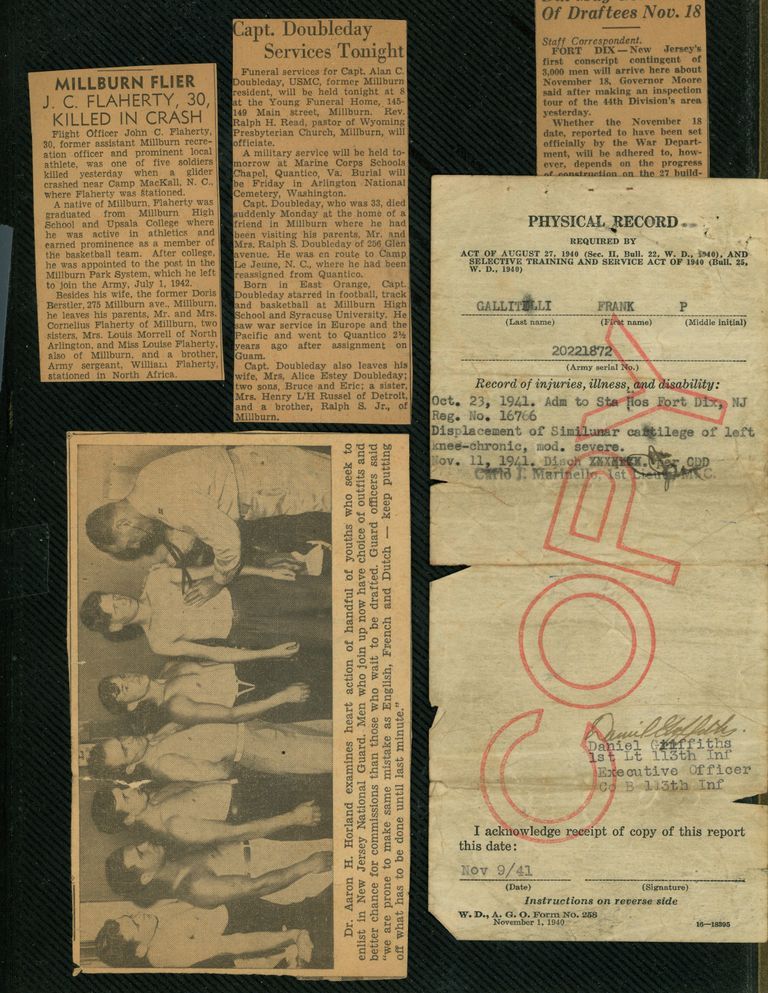 MILLBURN FLIER
J. C. FLAHERTY, 30,
KILLED IN CRASH
Flight Officer John C. Flaherty,
30, former assistant Millburn recre-
ation officer and prominent local
athlete, was one of five soldiers
killed yesterday when a glider
crashed near Camp MacKall, N. C.,
where Flaherty was stationed.
A native of Millburn, Flaherty was
graduated from Millburn High
School and Upsala College where
he was active in athletics and
earned prominence as a member of
the basketball team. After college,
he was appointed to the post in the
Millburn Park System, which he left
to join the Army, July 1, 1942.
Besides his wife, the former Doris
Berstler, 275 Millburn ave., Millburn,
he leaves his parents, Mr. and Mrs.
Cornelius Flaherty of Millburn, two
sisters, Mrs. Louis Morrell of North
Arlington, and Miss Louise Flaherty,
also of Millburn, and a brother,
Army sergeant, William Flaherty,
stationed in North Africa.
Capt. Doubleday
Services Tonight
Funeral services for Capt. Alan C.
Doubleday, USMC, former Millburn
resident, will be held tonight at 8
at the Young Funeral Home, 145-
149 Main street, Millburn. Rev.
Ralph H. Read, pastor of Wyoming
Presbyterian Church, Millburn, will
officiate.
A military service will be held to-
morrow at Marine Corps Schools
Chapel, Quantico, Va. Burial will
be Friday in Arlington National
Cemetery, Washington.
Capt. Doubleday, who was 33, died
suddenly Monday at the home of a
friend in Millburn where he had
been visiting his parents, Mr. and
Mrs. Ralph S. Doubleday of 256 Glen
avenue. He was en route to Camp
Le Jeune, N. C., where he had been
reassigned from Quantico.
Born in East Orange, Capt.
Doubleday starred in football, track
and basketball at Millburn High
School and Syracuse University. He
saw war service in Europe and the
Pacific and went to Quantico 2½
years ago after assignment on
Guam.
Capt. Doubleday also leaves his
wife, Mrs. Alice Estey Doubleday;
two sons, Bruce and Eric; a sister,
Mrs. Henry L'H Russel of Detroit,
and a brother, Ralph S. Jr., of
Millburn.
Of Draftees Nov. 18
Staff Correspondent.
FORT DIX—New Jersey's
first conscript contingent of
3,000 men will arrive here about
November 18, Governor Moore
said after making an inspection
tour of the 44th Division's area
yesterday.
Whether the November 18
date, reported to have been set
officially by the War Depart-
ment, will be adhered to, how-
ever, depends on the progress
of construction on the 27 build-
PHYSICAL RECORD
REQUIRED BY
ACT OF AUGUST 27, 1940 (Sec. II, Bull. 22, W. D., 1940), AND
SELECTIVE TRAINING AND SERVICE ACT OF 1940 (Bull. 25,
W. D., 1940)
GALLITELLI FRANK P
(Last name) (First name) (Middle initial)
20221872
(Army serial No.)
Record of injuries, illness, and disability:
Oct. 23, 1941. Adm to Sta Hos Fort Dix, NJ
Reg. No. 16766
Displacement of Similunar cartilege of left
knee-chronic, mod. severe.
Nov. 11, 1941. Disch XXXXXXX. Per CDD
Carlo J. Marinello, 1st Lieut, M.C.
COPY
Daniel Griffiths
Daniel Griffiths
1st Lt 113th Inf
Executive Officer
Co B 113th Inf
I acknowledge receipt of copy of this report
this date:
Nov 9/41
(Date) (Signature)
Instructions on reverse side
W. D., A. G. O. Form No. 258
November 1, 1940 16—18395
Dr. Aaron H. Horland examines heart action of handful of youths who seek to
enlist in New Jersey National Guard. Men who join up now have choice of outfits and
better chance for commissions than those who wait to be drafted. Guard officers said
"we are prone to make same mistake as English, French and Dutch — keep putting
off what has to be done until last minute."